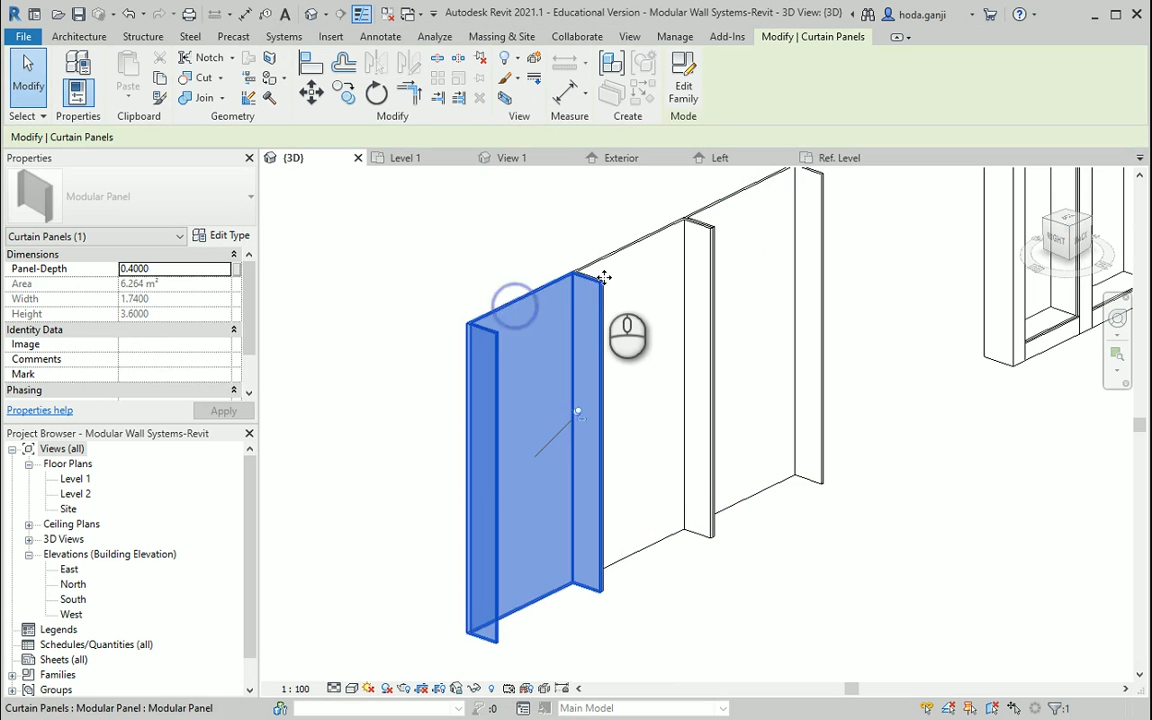 Autodesk Revit 2021.1 - Educational Version - Modular Wall Systems-Revit - 3D View: {3D}
hoda.ganji
File Architecture Structure Steel Precast Systems Insert Annotate Analyze Massing & Site Collaborate View Manage Add-Ins Modify | Curtain Panels
Modify
Paste
Notch
Cut
Join
Edit
Family
Select Properties Clipboard Geometry Modify View Measure Create Mode
Modify | Curtain Panels
Properties
{3D} Level 1 View 1 Exterior Left Ref. Level
Modular Panel
Curtain Panels (1) Edit Type
Dimensions
Panel-Depth 0.4000
Area 6.264 m²
Width 1.7400
Height 3.6000
Identity Data
Image
Comments
Mark
Phasing
Properties help Apply
Project Browser - Modular Wall Systems-Revit
Views (all)
Floor Plans
Level 1
Level 2
Site
Ceiling Plans
3D Views
Elevations (Building Elevation)
East
North
South
West
Legends
Schedules/Quantities (all)
Sheets (all)
Families
Groups
RIGHT
1 : 100
Curtain Panels : Modular Panel : Modular Panel
:0
Main Model
:1